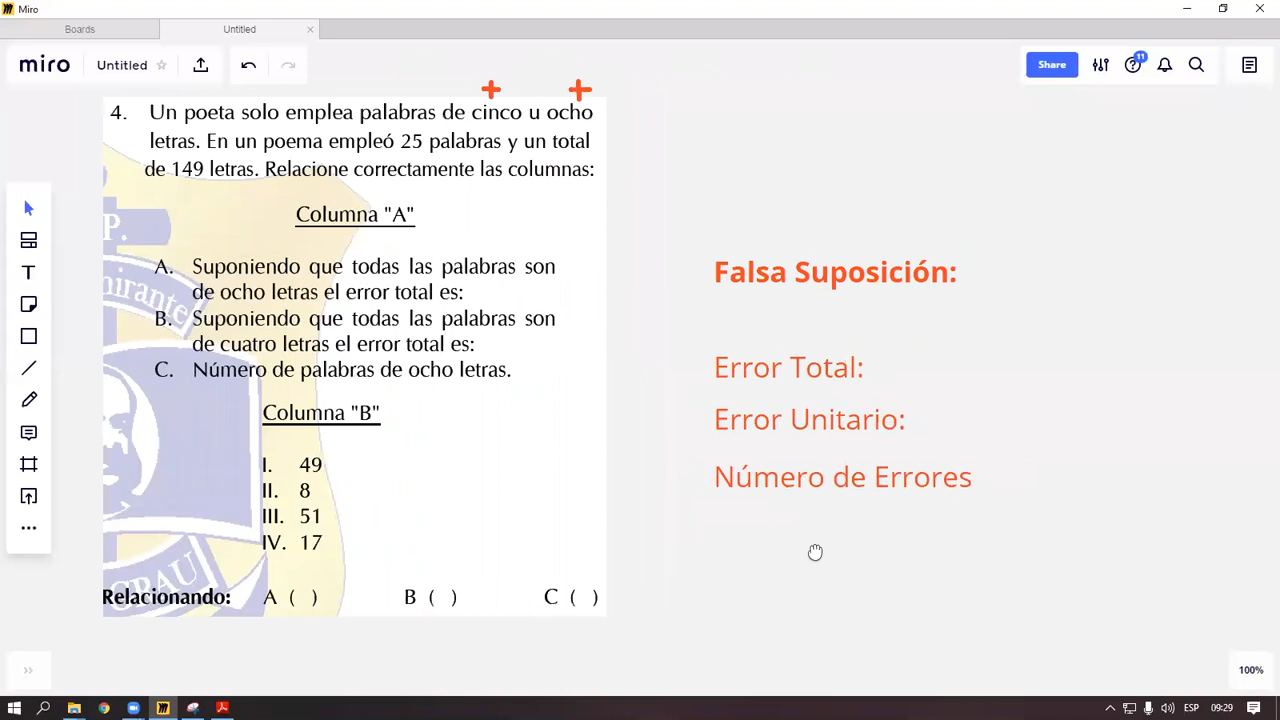 Miro
Boards
Untitled
miro
Untitled
Share
11
4. Un poeta solo emplea palabras de cinco u ocho
letras. En un poema empleó 25 palabras y un total
de 149 letras. Relacione correctamente las columnas:
Columna "A"
A. Suponiendo que todas las palabras son
de ocho letras el error total es:
B. Suponiendo que todas las palabras son
de cuatro letras el error total es:
C. Número de palabras de ocho letras.
Columna "B"
I. 49
II. 8
III. 51
IV. 17
Relacionando: A ( ) B ( ) C ( )
Falsa Suposición:
Error Total:
Error Unitario:
Número de Errores
P.
mirante
CPAU
100%
ESP 09:29